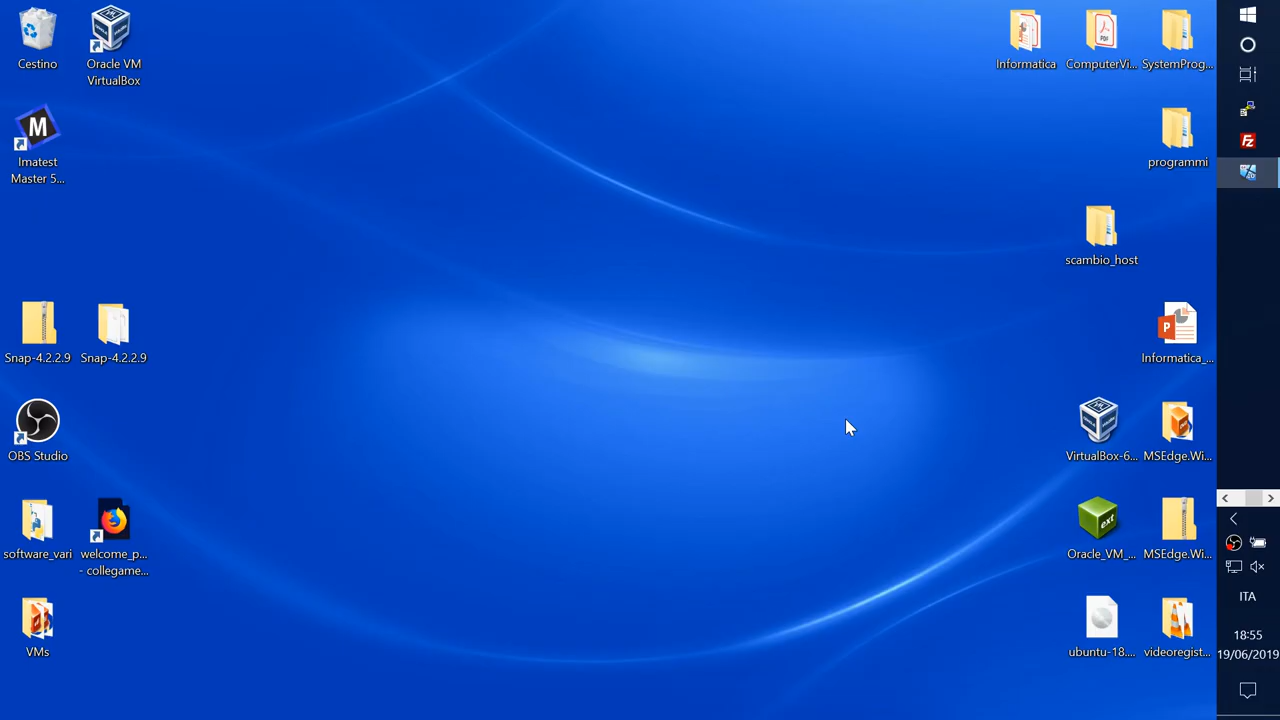 Cestino
Oracle VM
VirtualBox
Imatest
Master 5...
Snap-4.2.2.9
Snap-4.2.2.9
OBS Studio
software_vari
welcome_p...
- collegame...
VMs
Informatica
ComputerVi...
SystemProg...
programmi
scambio_host
Informatica_...
VirtualBox-6...
MSEdge.Wi...
Oracle_VM_...
MSEdge.Wi...
ubuntu-18....
videoregist...
ITA
18:55
19/06/2019